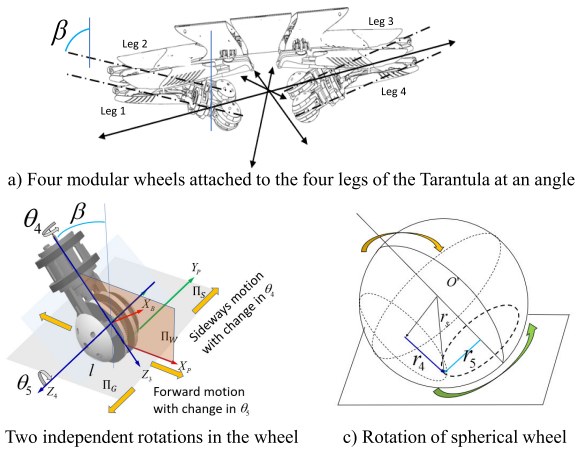 β
Leg 2
Leg 3
Leg 1
Leg 4
a) Four modular wheels attached to the four legs of the Tarantula at an angle
θ4
β
YP
ΠS
XB
ΠW
Sideways motion
with change in θ4
θ5
Z4
l
ΠG
Z3
XP
Forward motion
with change in θ5
O'
rs
r4
r5
Two independent rotations in the wheel
c) Rotation of spherical wheel